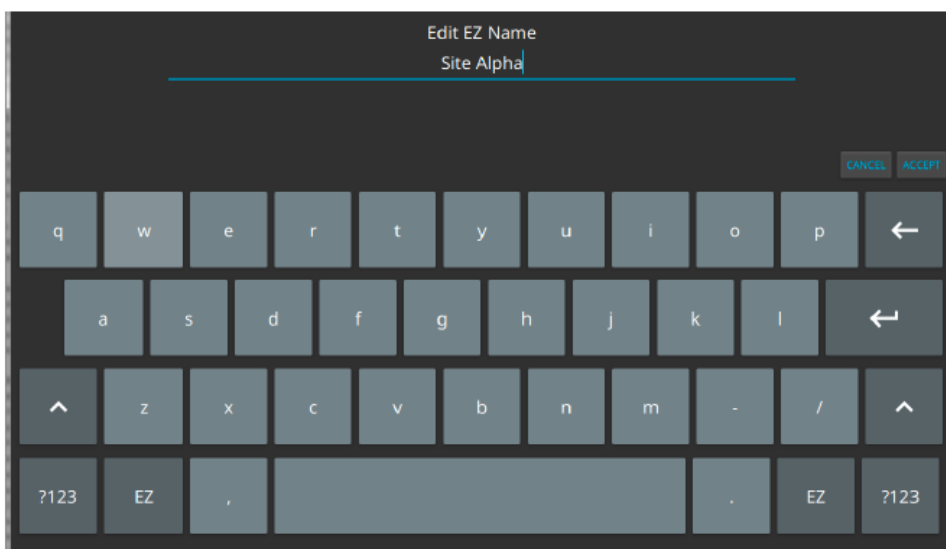 Edit EZ Name
Site Alpha
CANCEL ACCEPT
q w e r t y u i o p
a s d f g h j k l
z x c v b n m - /
?123 EZ , . EZ ?123